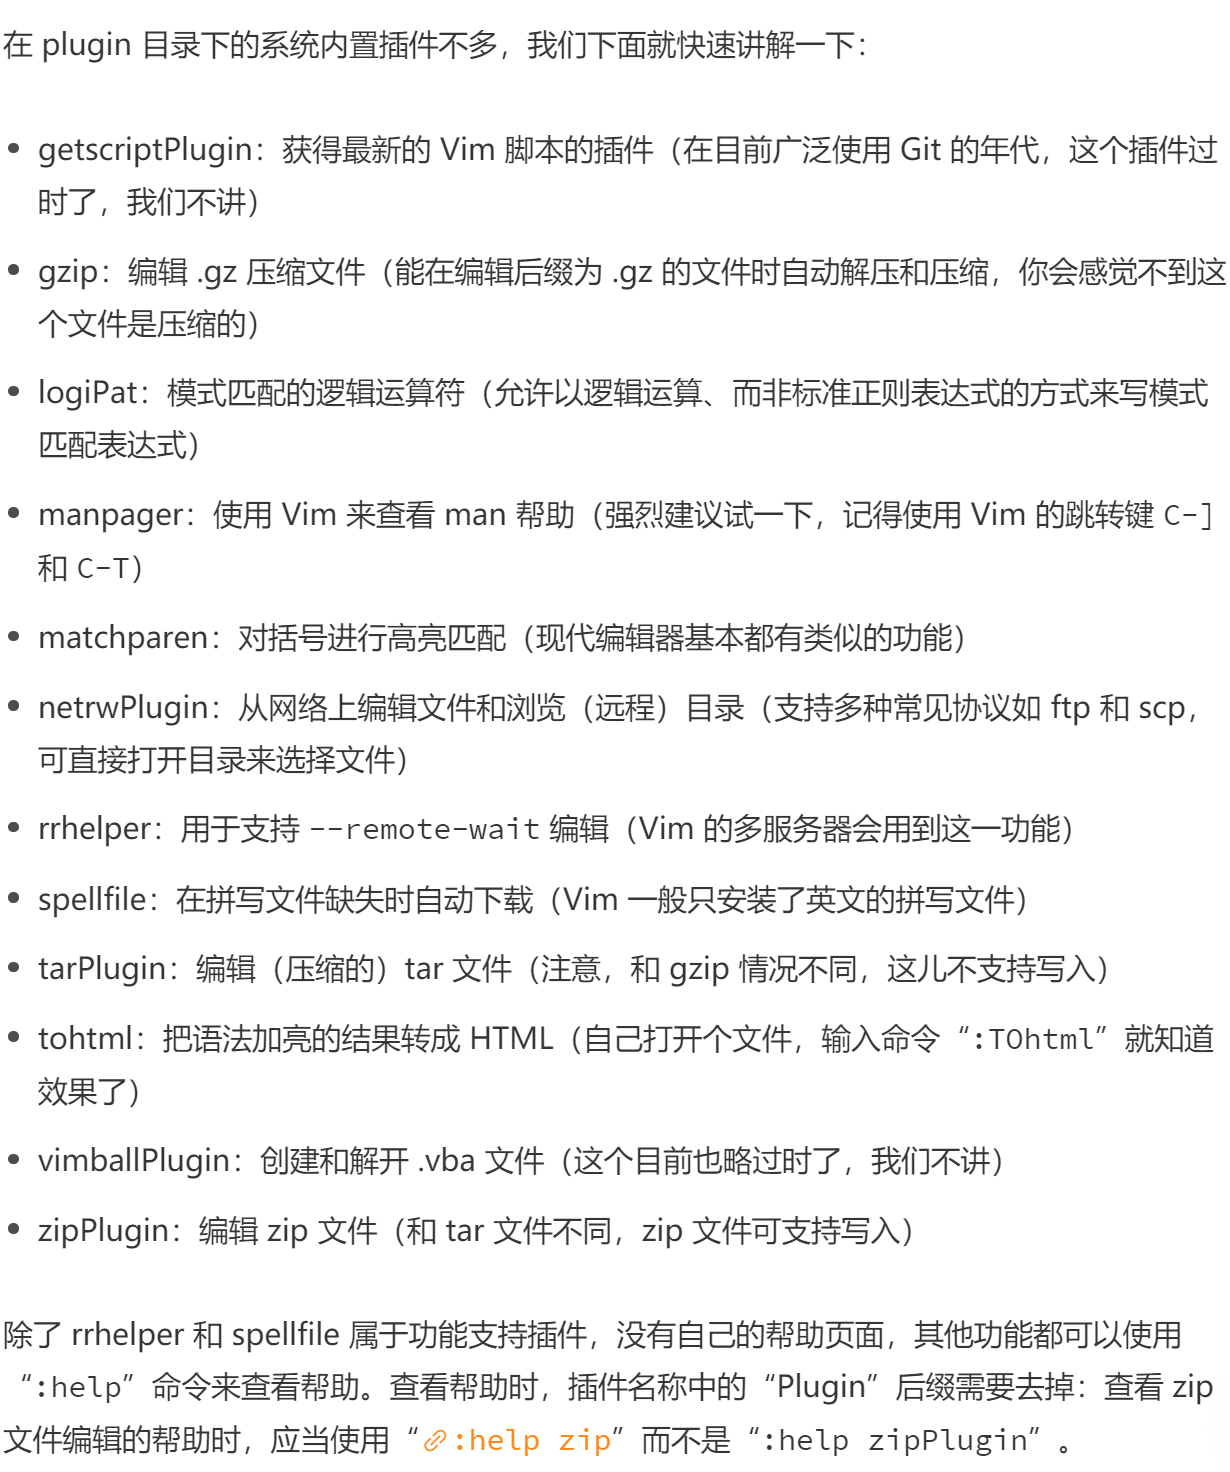 在 plugin 目录下的系统内置插件不多，我们下面就快速讲解一下：
• getscriptPlugin：获得最新的 Vim 脚本的插件（在目前广泛使用 Git 的年代，这个插件过
时了，我们不讲）
• gzip：编辑 .gz 压缩文件（能在编辑后缀为 .gz 的文件时自动解压和压缩，你会感觉不到这
个文件是压缩的）
• logiPat：模式匹配的逻辑运算符（允许以逻辑运算、而非标准正则表达式的方式来写模式
匹配表达式）
• manpager：使用 Vim 来查看 man 帮助（强烈建议试一下，记得使用 Vim 的跳转键 C-]
和 C-T）
• matchparen：对括号进行高亮匹配（现代编辑器基本都有类似的功能）
• netrwPlugin：从网络上编辑文件和浏览（远程）目录（支持多种常见协议如 ftp 和 scp，
可直接打开目录来选择文件）
• rrhelper：用于支持 --remote-wait 编辑（Vim 的多服务器会用到这一功能）
• spellfile：在拼写文件缺失时自动下载（Vim 一般只安装了英文的拼写文件）
• tarPlugin：编辑（压缩的）tar 文件（注意，和 gzip 情况不同，这儿不支持写入）
• tohtml：把语法加亮的结果转成 HTML（自己打开个文件，输入命令“:TOhtml”就知道
效果了）
• vimballPlugin：创建和解开 .vba 文件（这个目前也略过时了，我们不讲）
• zipPlugin：编辑 zip 文件（和 tar 文件不同，zip 文件可支持写入）
除了 rrhelper 和 spellfile 属于功能支持插件，没有自己的帮助页面，其他功能都可以使用
“:help”命令来查看帮助。查看帮助时，插件名称中的“Plugin”后缀需要去掉：查看 zip
文件编辑的帮助时，应当使用“:help zip”而不是“:help zipPlugin”。